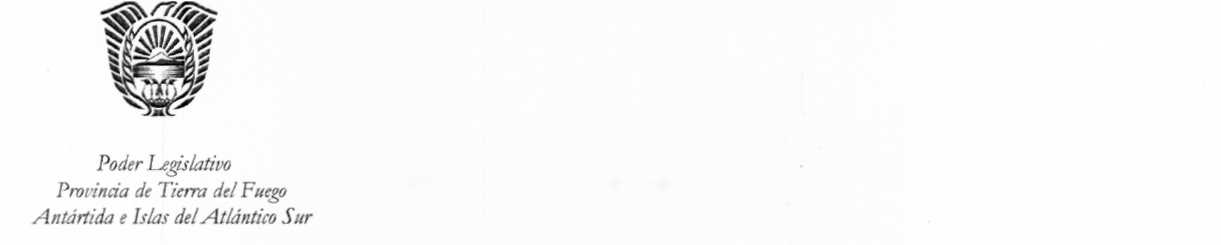 Poder Legislativo
Provincia de Tierra del Fuego
Antártida e Islas del Atlántico Sur